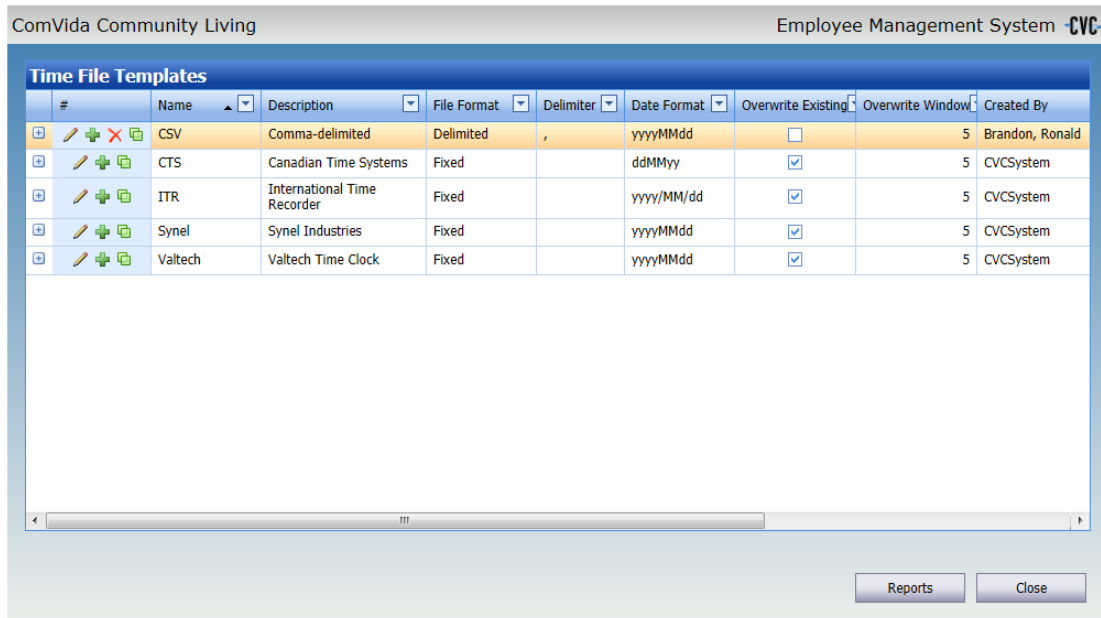 ComVida Community Living Employee Management System CVC
Time File Templates
# Name Description File Format Delimiter Date Format Overwrite Existing Overwrite Window Created By
CSV Comma-delimited Delimited , yyyyMMdd 5 Brandon, Ronald
CTS Canadian Time Systems Fixed ddMMyy 5 CVCSystem
ITR International Time Recorder Fixed yyyy/MM/dd 5 CVCSystem
Synel Synel Industries Fixed yyyyMMdd 5 CVCSystem
Valtech Valtech Time Clock Fixed yyyyMMdd 5 CVCSystem
Reports Close